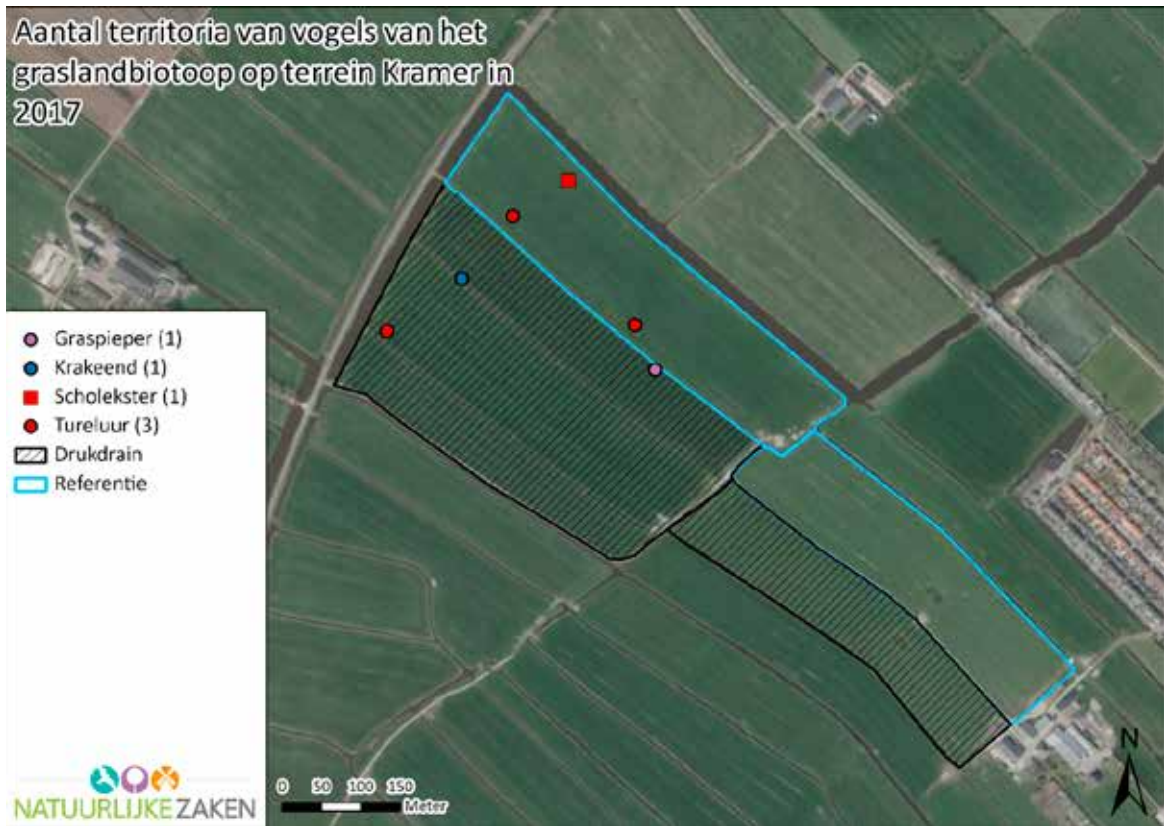 Aantal territoria van vogels van het
graslandbiotoop op terrein Kramer in
2017
Graspieper (1)
Krakeend (1)
Scholekster (1)
Tureluur (3)
Drukdrain
Referentie
NATUURLIJKE ZAKEN
0 50 100 150
Meter
N